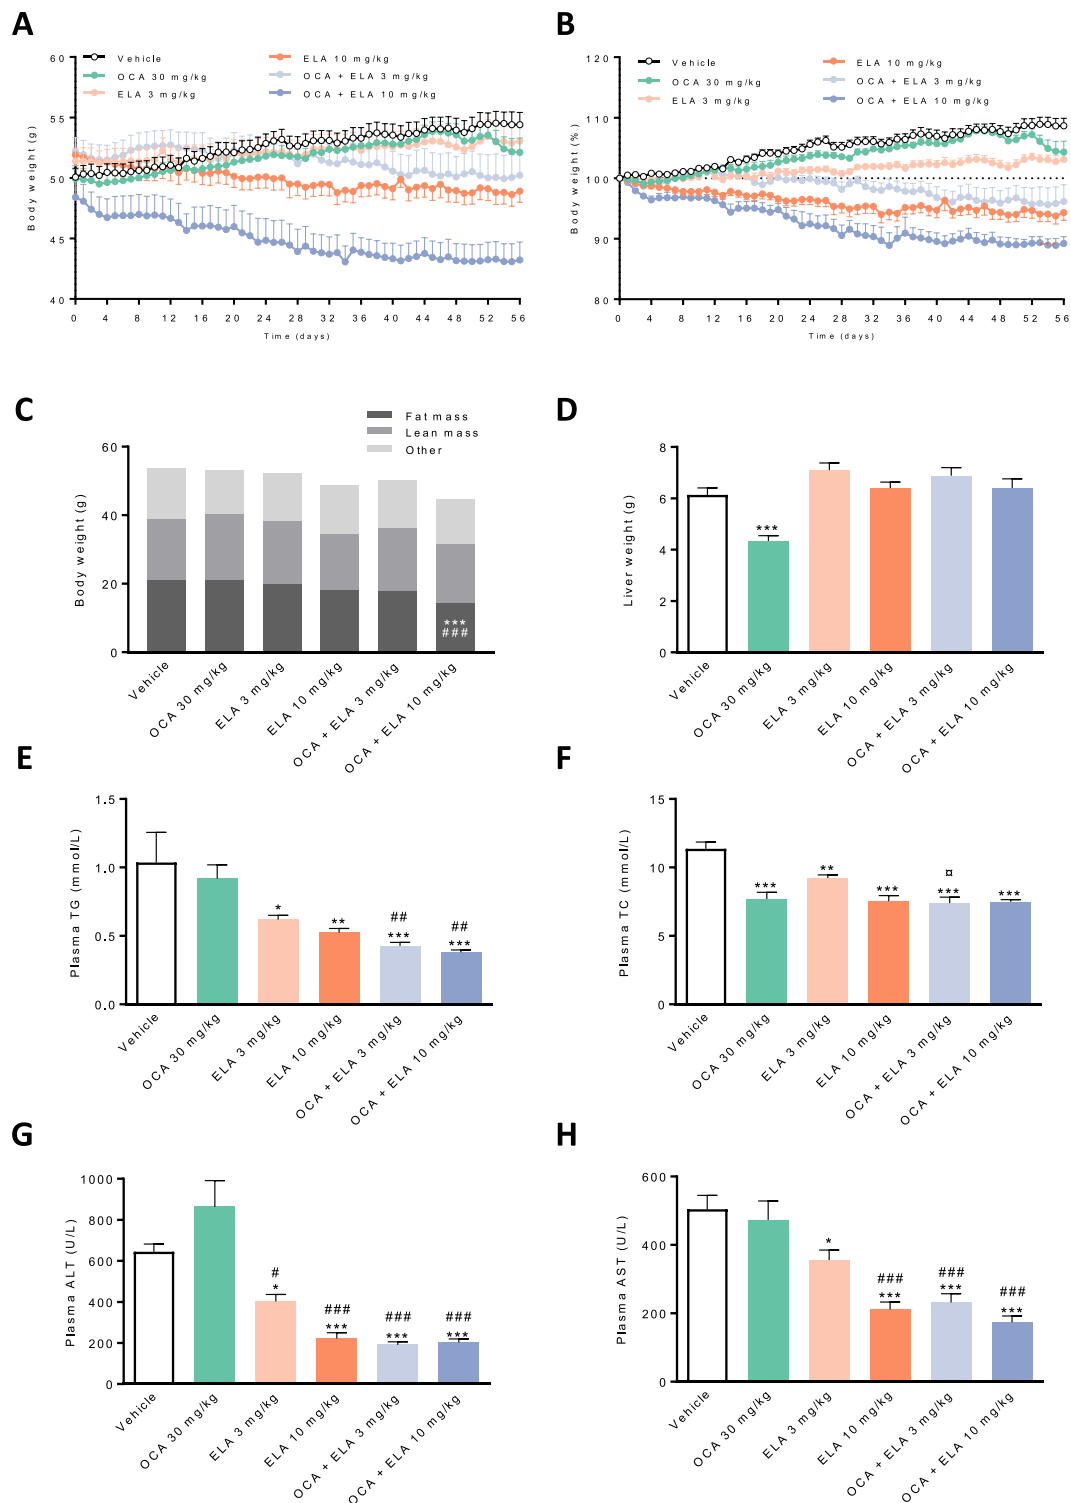 A
B
Vehicle
OCA 30 mg/kg
ELA 3 mg/kg
ELA 10 mg/kg
OCA + ELA 3 mg/kg
OCA + ELA 10 mg/kg
Body weight (g)
60
55
50
45
40
0 4 8 12 16 20 24 28 32 36 40 44 48 52 56
Time (days)
Vehicle
OCA 30 mg/kg
ELA 3 mg/kg
ELA 10 mg/kg
OCA + ELA 3 mg/kg
OCA + ELA 10 mg/kg
Body weight (%)
120
110
100
90
80
0 4 8 12 16 20 24 28 32 36 40 44 48 52 56
Time (days)
C
Fat mass
Lean mass
Other
Body weight (g)
60
40
20
0
***
###
Vehicle
OCA 30 mg/kg
ELA 3 mg/kg
ELA 10 mg/kg
OCA + ELA 3 mg/kg
OCA + ELA 10 mg/kg
D
Liver weight (g)
8
6
4
2
0
***
Vehicle
OCA 30 mg/kg
ELA 3 mg/kg
ELA 10 mg/kg
OCA + ELA 3 mg/kg
OCA + ELA 10 mg/kg
E
Plasma TG (mmol/L)
1.5
1.0
0.5
0.0
*
**
##
***
##
***
Vehicle
OCA 30 mg/kg
ELA 3 mg/kg
ELA 10 mg/kg
OCA + ELA 3 mg/kg
OCA + ELA 10 mg/kg
F
Plasma TC (mmol/L)
15
10
5
0
***
**
***
¤
***
***
Vehicle
OCA 30 mg/kg
ELA 3 mg/kg
ELA 10 mg/kg
OCA + ELA 3 mg/kg
OCA + ELA 10 mg/kg
G
Plasma ALT (U/L)
1000
800
600
400
200
0
#
*
###
***
###
***
###
***
Vehicle
OCA 30 mg/kg
ELA 3 mg/kg
ELA 10 mg/kg
OCA + ELA 3 mg/kg
OCA + ELA 10 mg/kg
H
Plasma AST (U/L)
600
400
200
0
*
###
***
###
***
###
***
Vehicle
OCA 30 mg/kg
ELA 3 mg/kg
ELA 10 mg/kg
OCA + ELA 3 mg/kg
OCA + ELA 10 mg/kg